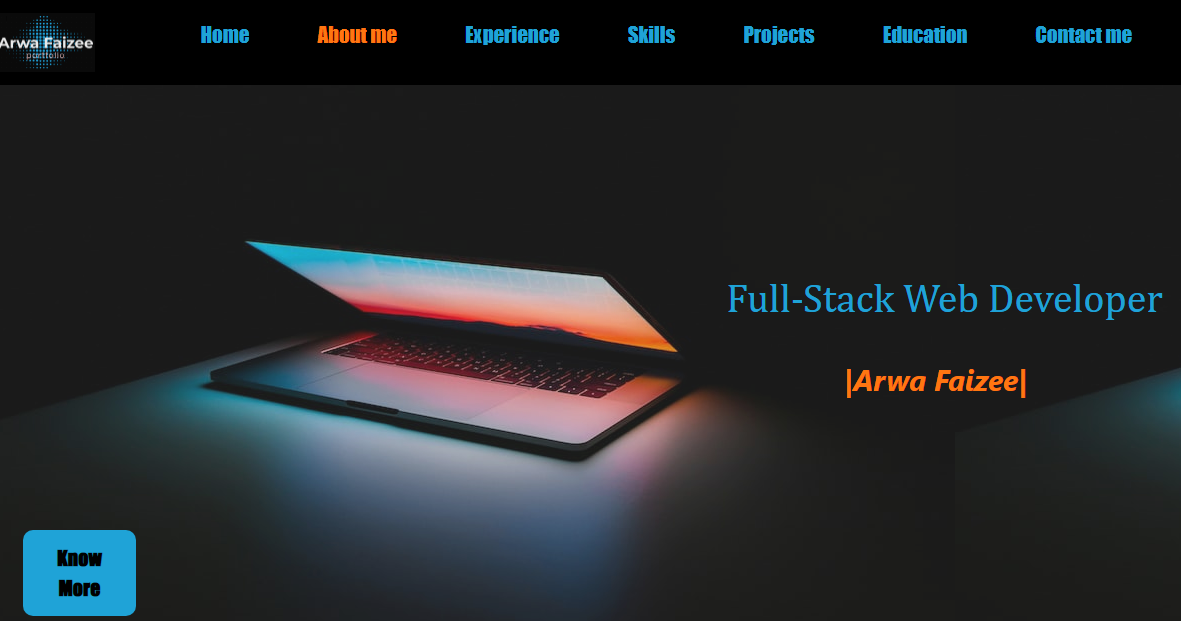 Arwa Faizee
portfolio
Home About me Experience Skills Projects Education Contact me
Full-Stack Web Developer
|Arwa Faizee|
Know
More